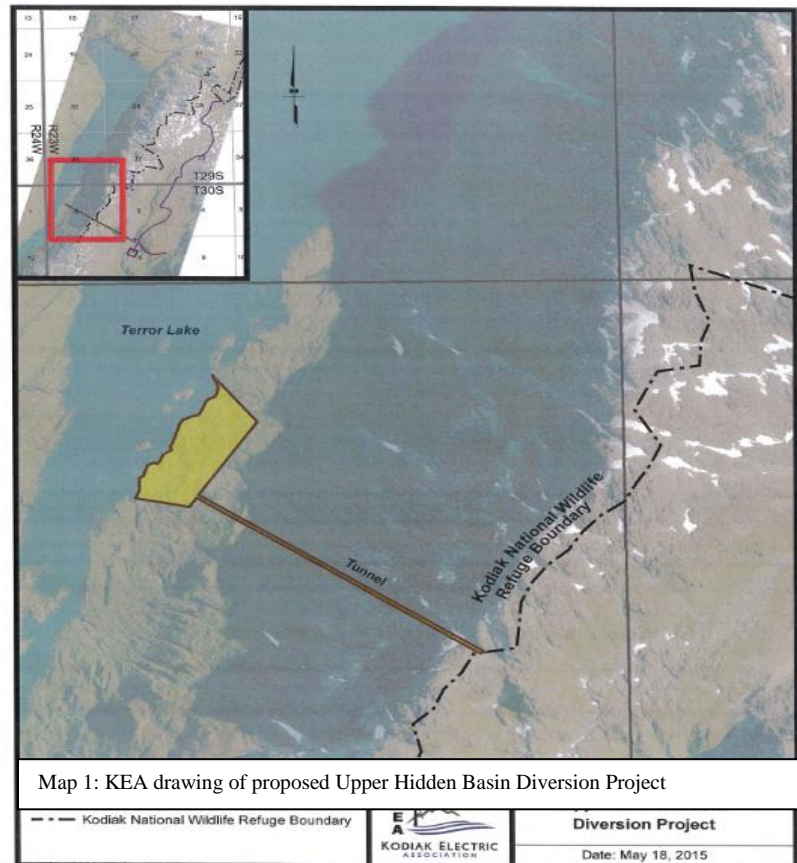 R24W
R23W
T29S
T30S
Terror Lake
Tunnel
Kodiak National Wildlife
Refuge Boundary
Map 1: KEA drawing of proposed Upper Hidden Basin Diversion Project
Kodiak National Wildlife Refuge Boundary
E
A
KODIAK ELECTRIC
ASSOCIATION
Diversion Project
Date: May 18, 2015